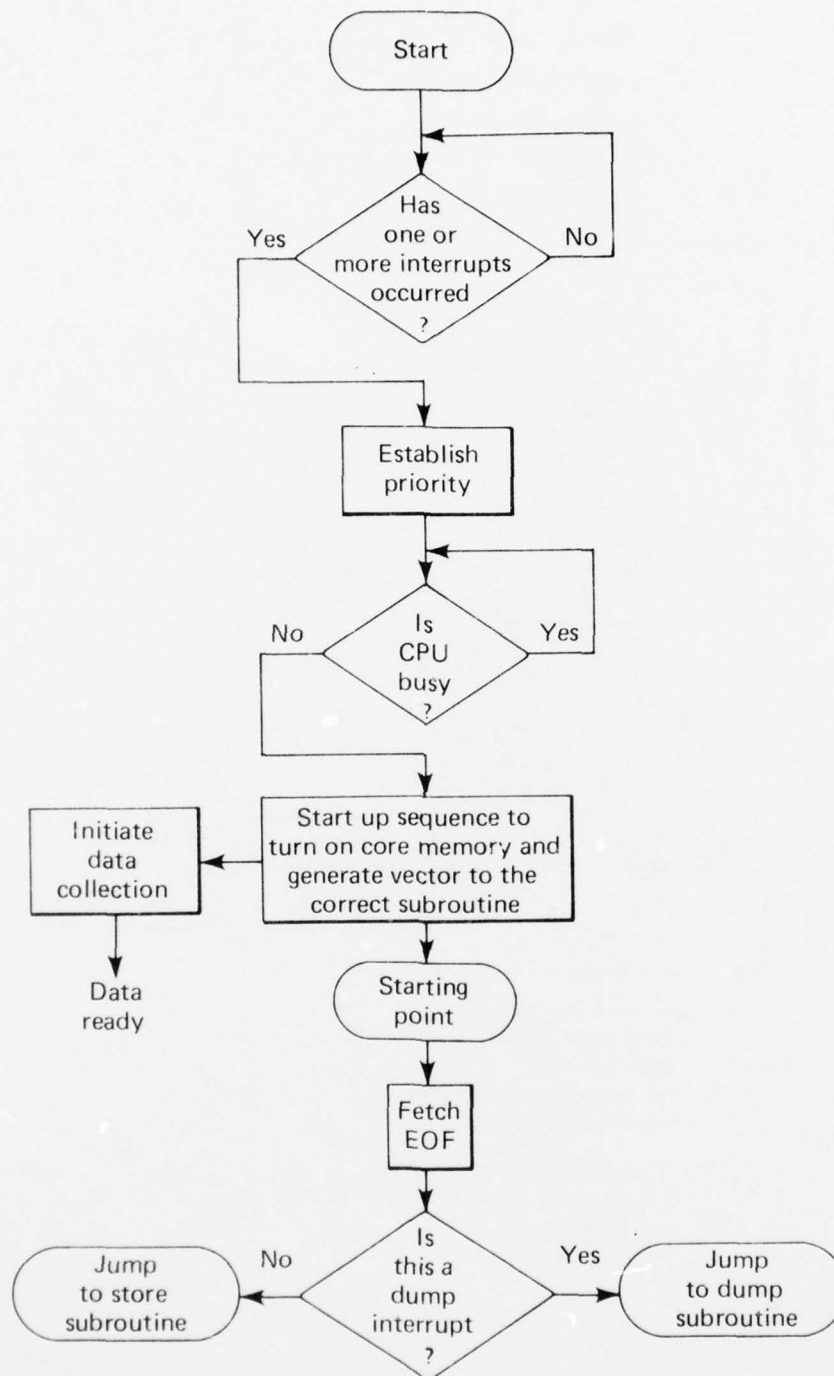 Start
Has
one or
more interrupts
occurred
?
Yes
No
Establish
priority
Is
CPU
busy
?
No
Yes
Initiate
data
collection
Start up sequence to
turn on core memory and
generate vector to the
correct subroutine
Data
ready
Starting
point
Fetch
EOF
Is
this a
dump
interrupt
?
No
Yes
Jump
to store
subroutine
Jump
to dump
subroutine